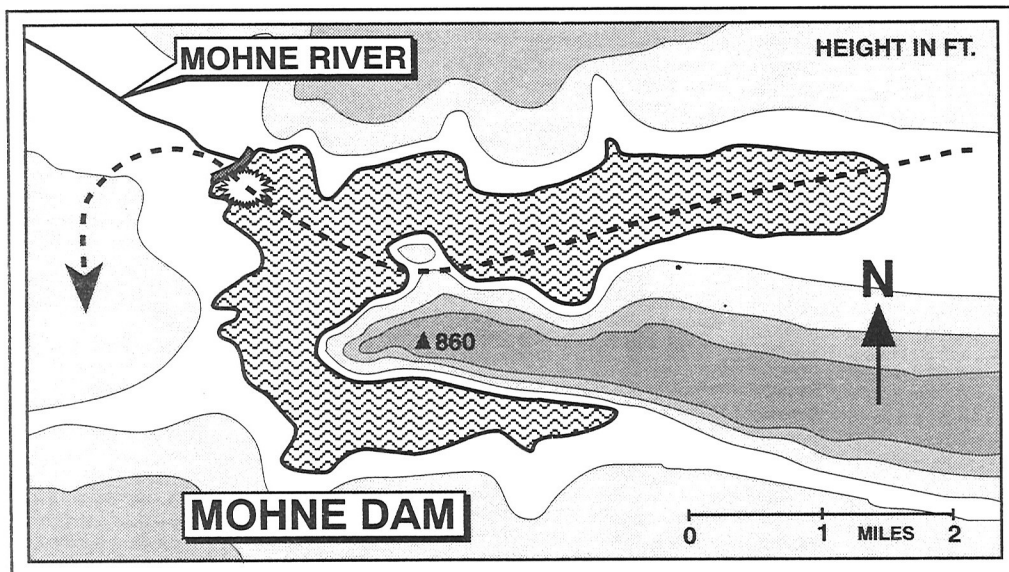 MOHNE RIVER
HEIGHT IN FT.
N
860
MOHNE DAM
0 1 MILES 2